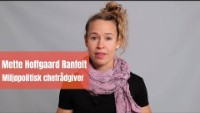 Mette Hoffgaard Ranfelt
Miljøpolitisk chefrådgiver